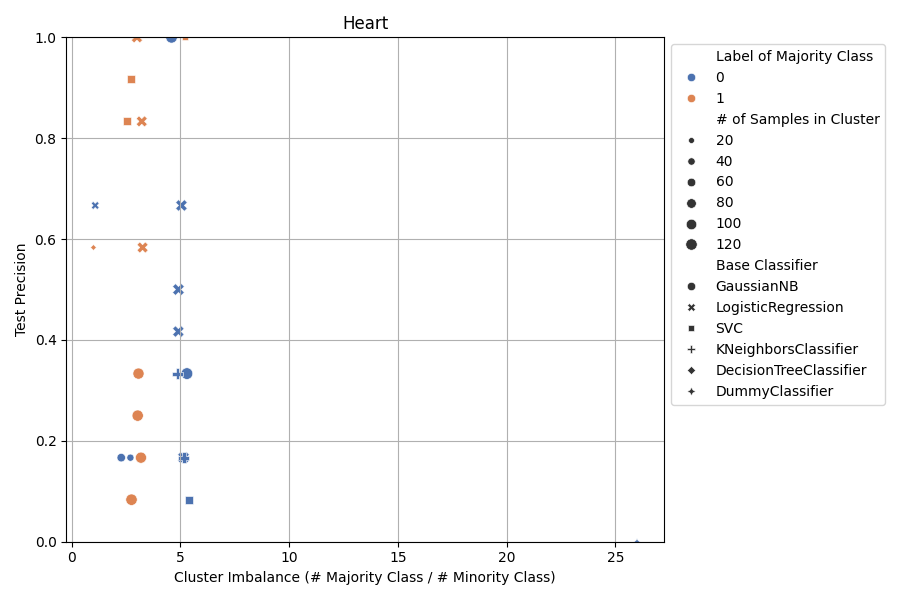 Heart
1.0
0.8
0.6
0.4
0.2
0.0
Test Precision
0
5
10
15
20
25
Cluster Imbalance (# Majority Class / # Minority Class)
Label of Majority Class
0
1
# of Samples in Cluster
20
40
60
80
100
120
Base Classifier
GaussianNB
LogisticRegression
SVC
KNeighborsClassifier
DecisionTreeClassifier
DummyClassifier